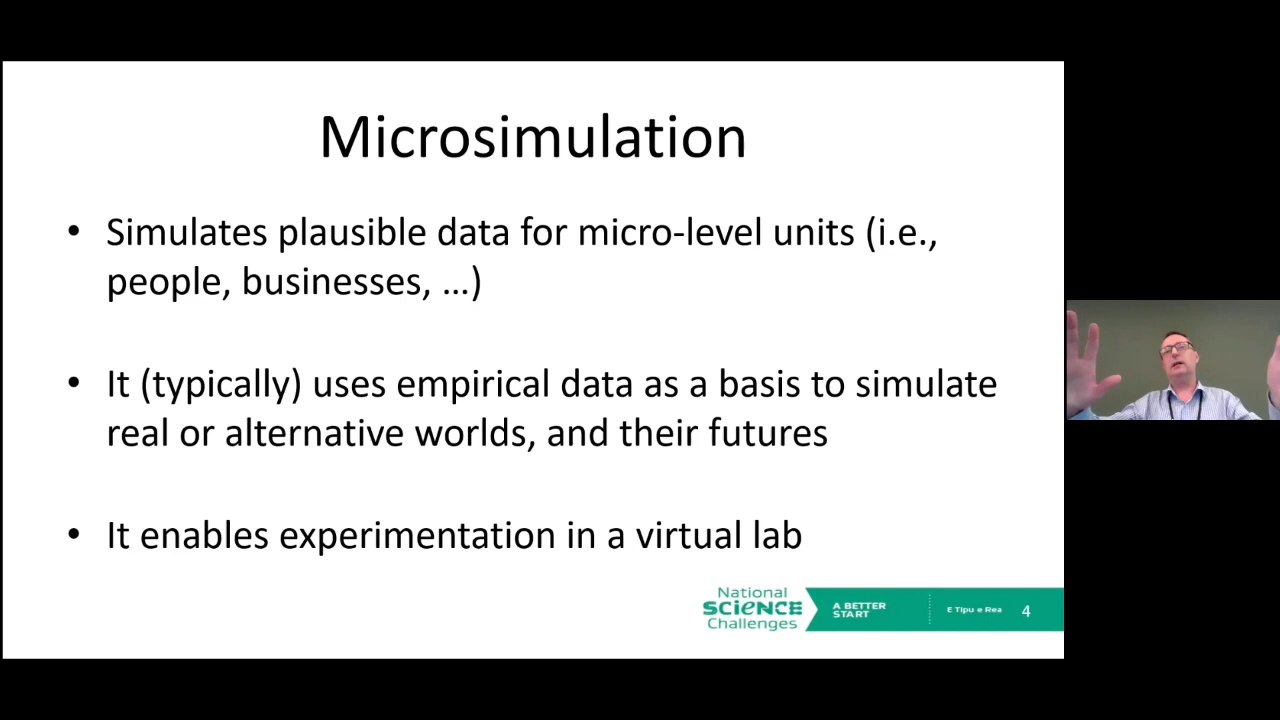 Microsimulation
• Simulates plausible data for micro-level units (i.e.,
people, businesses, …)
• It (typically) uses empirical data as a basis to simulate
real or alternative worlds, and their futures
• It enables experimentation in a virtual lab
National
SCIENCE
Challenges
A BETTER
START
E Tipu e Rea
4